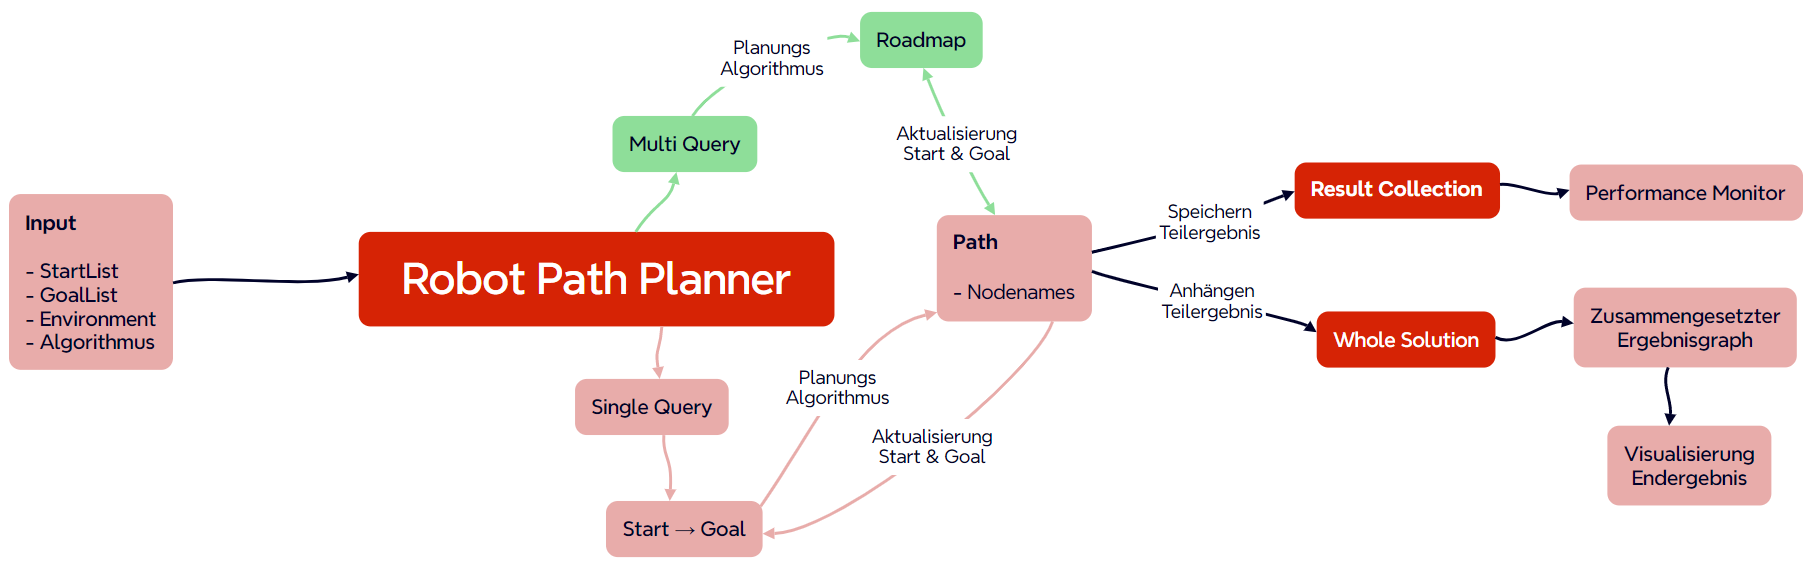 Input
- StartList
- GoalList
- Environment
- Algorithmus
Robot Path Planner
Multi Query
Planungs
Algorithmus
Roadmap
Aktualisierung
Start & Goal
Single Query
Start → Goal
Planungs
Algorithmus
Aktualisierung
Start & Goal
Path
- Nodenames
Speichern
Teilergebnis
Result Collection
Performance Monitor
Anhängen
Teilergebnis
Whole Solution
Zusammengesetzter
Ergebnisgraph
Visualisierung
Endergebnis